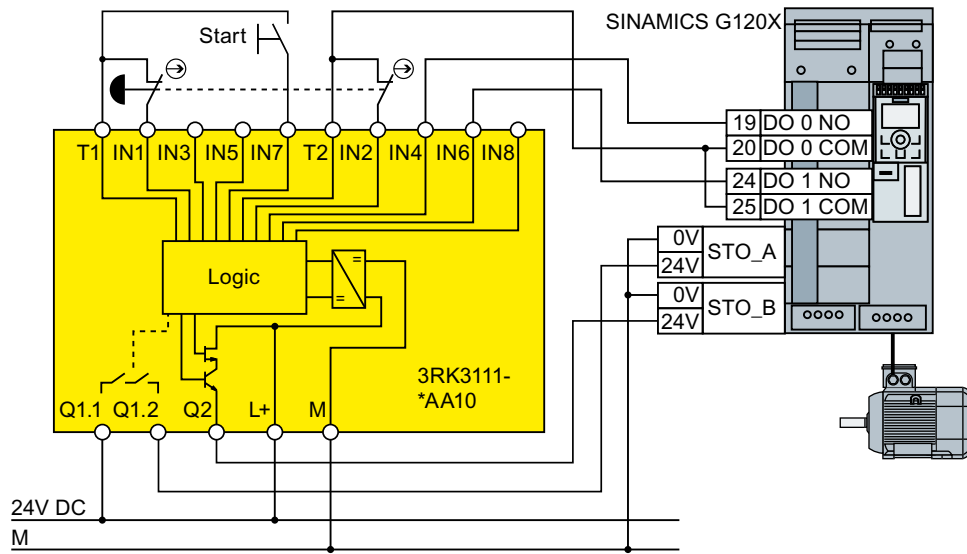 SINAMICS G120X
Start
19 DO 0 NO
20 DO 0 COM
24 DO 1 NO
25 DO 1 COM
T1 IN1 IN3 IN5 IN7 T2 IN2 IN4 IN6 IN8
0V
24V
STO_A
0V
24V
STO_B
Logic
=
=
3RK3111-
*AA10
Q1.1 Q1.2 Q2 L+ M
24V DC
M